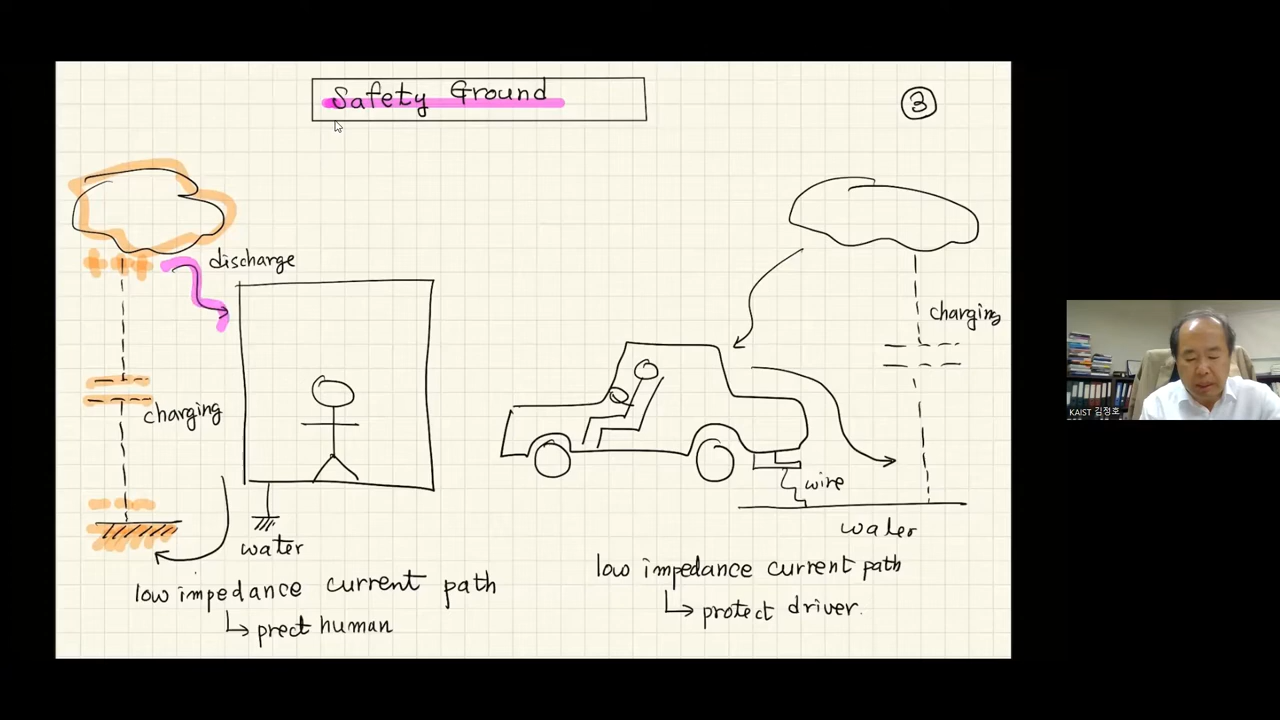 Safety Ground
3
discharge
charging
water
low impedance current path
prect human
charging
wire
water
low impedance current path
protect driver.
KAIST 김정호